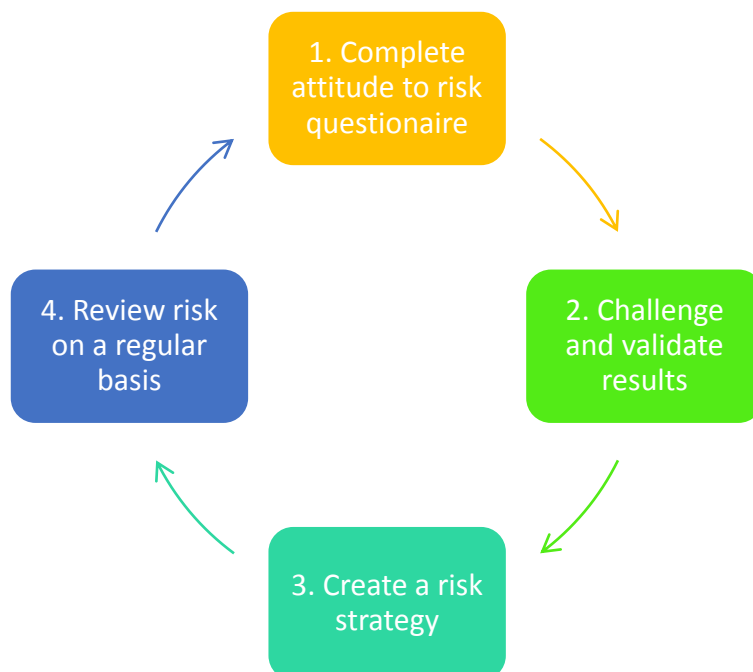 1. Complete
attitude to risk
questionaire
2. Challenge
and validate
results
3. Create a risk
strategy
4. Review risk
on a regular
basis